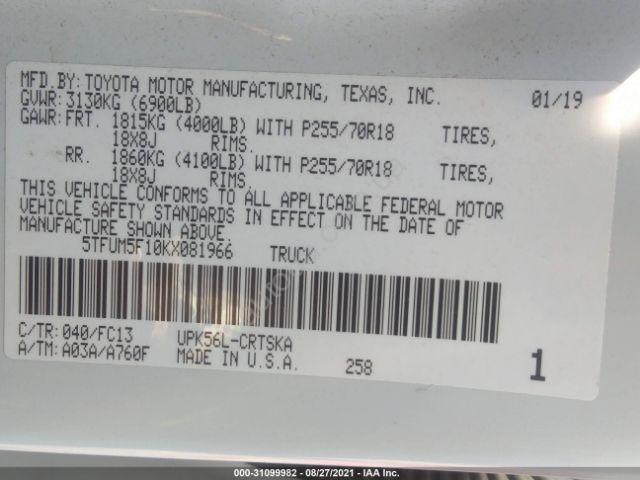 MFD.BY:TOYOTA MOTOR MANUFACTURING, TEXAS, INC. 01/19
GVWR:3130KG (6900LB)
GAWR:FRT. 1815KG (4000LB) WITH P255/70R18 TIRES,
18X8J RIMS.
RR. 1860KG (4100LB) WITH P255/70R18 TIRES,
18X8J RIMS.
THIS VEHICLE CONFORMS TO ALL APPLICABLE FEDERAL MOTOR
VEHICLE SAFETY STANDARDS IN EFFECT ON THE DATE OF
MANUFACTURE SHOWN ABOVE.
5TFUM5F10KX081966 TRUCK
C/TR:040/FC13 UPK56L-CRTSKA
A/TM:A03A/A760F MADE IN U.S.A. 258 1
000-31099982 - 08/27/2021 - IAA Inc.